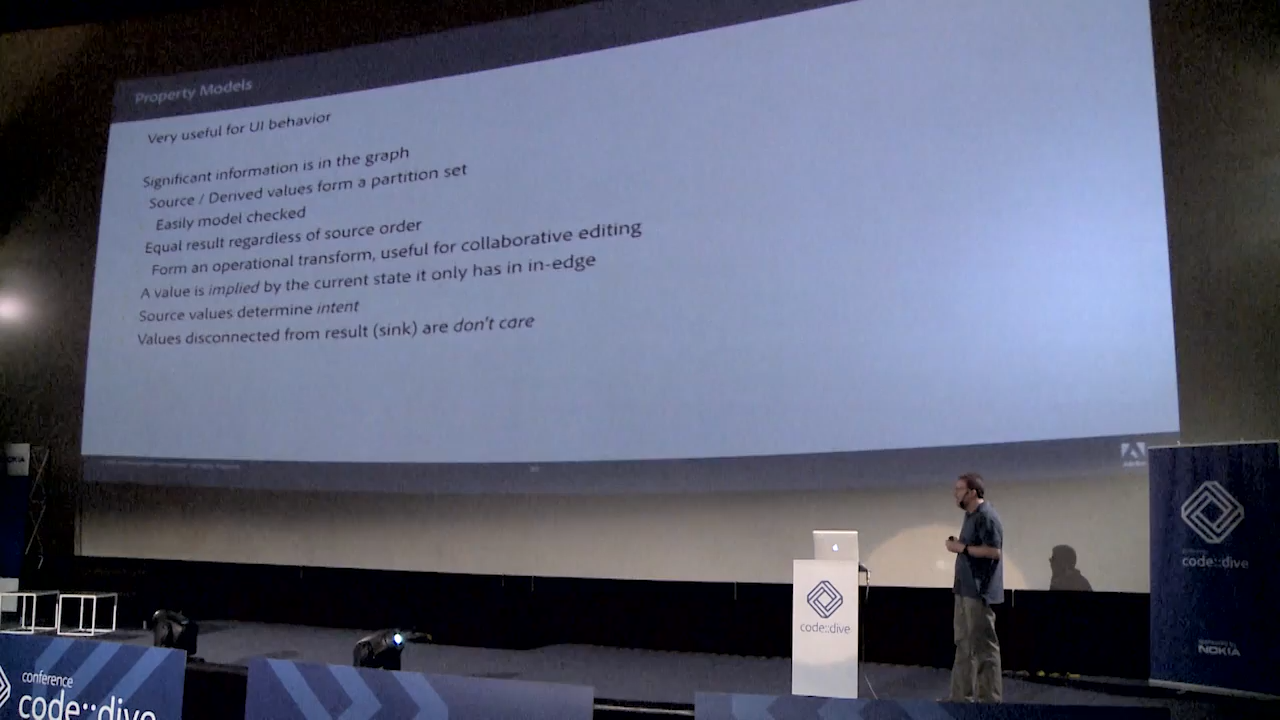 Property Models
Very useful for UI behavior
Significant information is in the graph
Source / Derived values form a partition set
Easily model checked
Equal result regardless of source order
Form an operational transform, useful for collaborative editing
A value is implied by the current state it only has in in-edge
Source values determine intent
Values disconnected from result (sink) are don't care
code::dive
code::dive
NOKIA
conference
code::dive